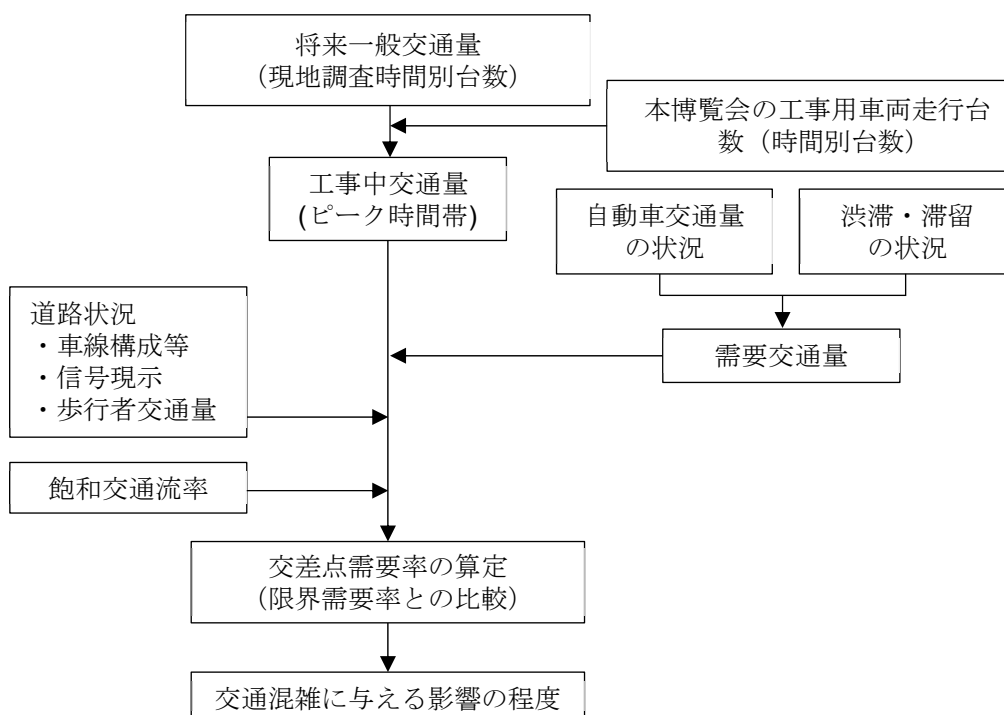 将来一般交通量
（現地調査時間別台数）
本博覧会の工事用車両走行台
数（時間別台数）
工事中交通量
(ピーク時間帯)
自動車交通量
の状況
渋滞・滞留
の状況
道路状況
・車線構成等
・信号現示
・歩行者交通量
需要交通量
飽和交通流率
交差点需要率の算定
（限界需要率との比較）
交通混雑に与える影響の程度